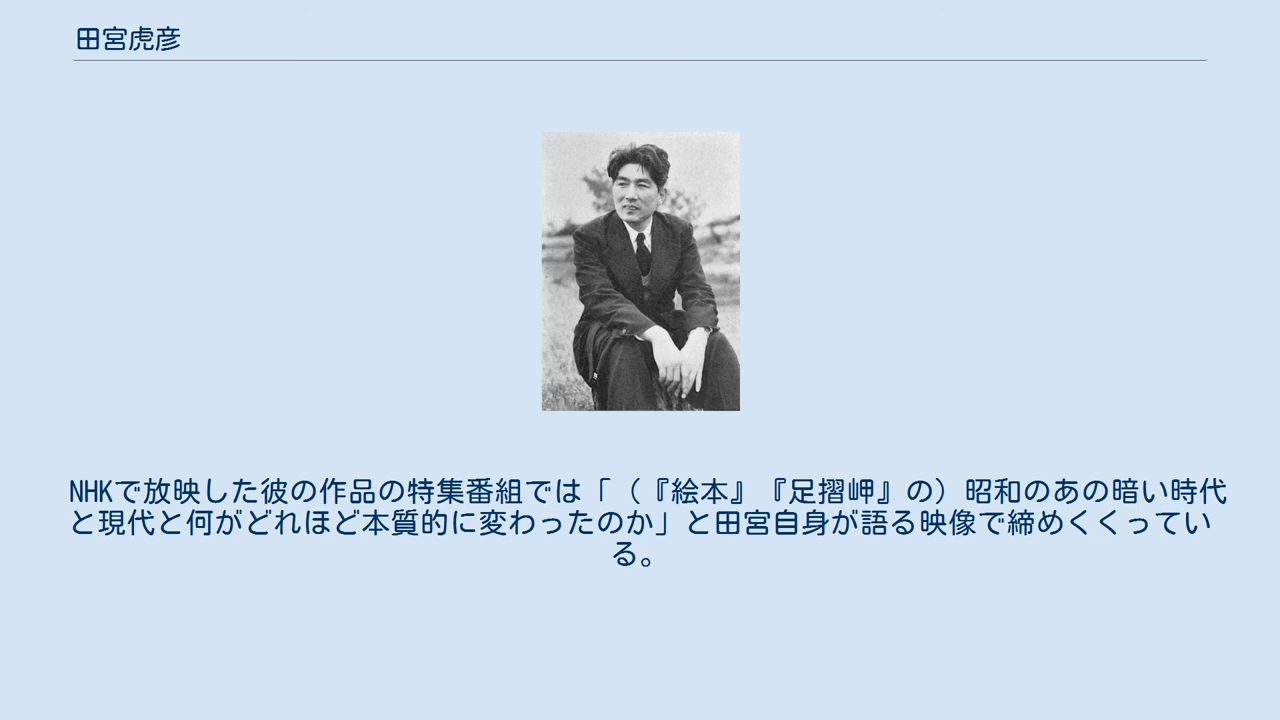 田宮虎彦
NHKで放映した彼の作品の特集番組では「（『絵本』『足摺岬』の）昭和のあの暗い時代
と現代と何がどれほど本質的に変わったのか」と田宮自身が語る映像で締めくくってい
る。